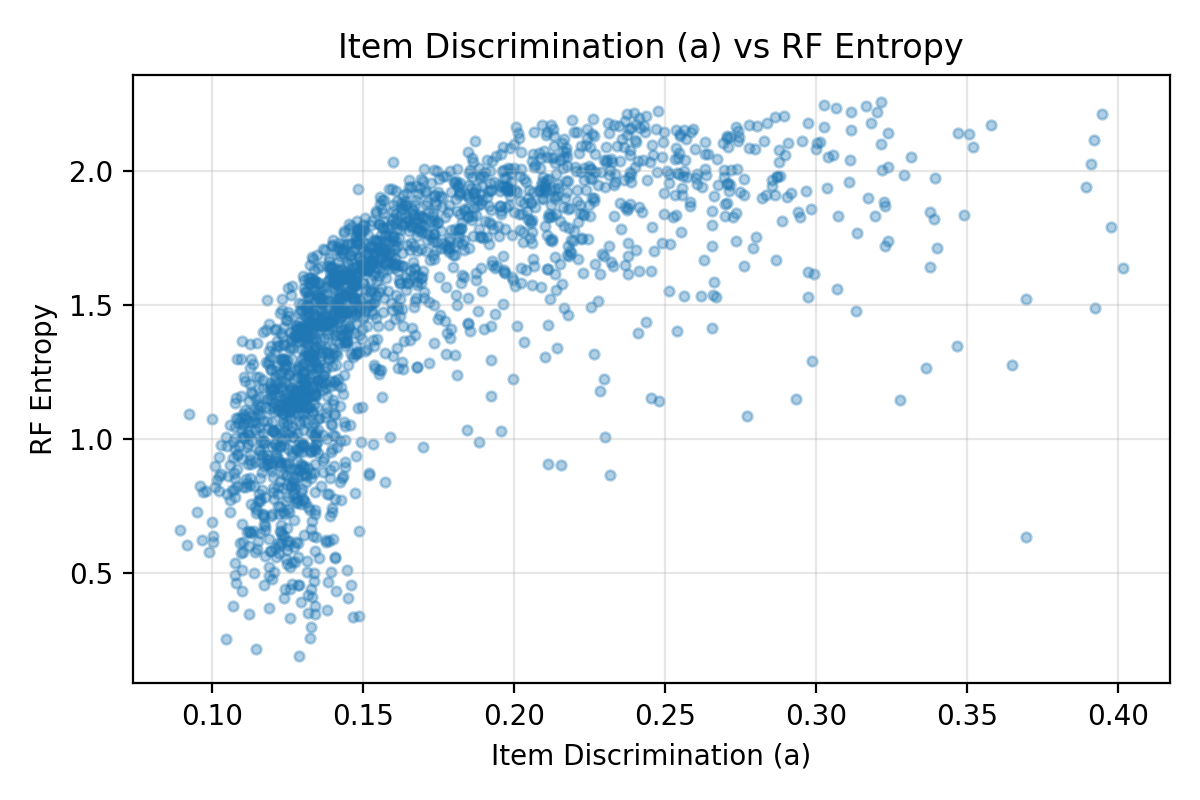 Item Discrimination (a) vs RF Entropy
RF Entropy
2.0
1.5
1.0
0.5
0.10 0.15 0.20 0.25 0.30 0.35 0.40
Item Discrimination (a)